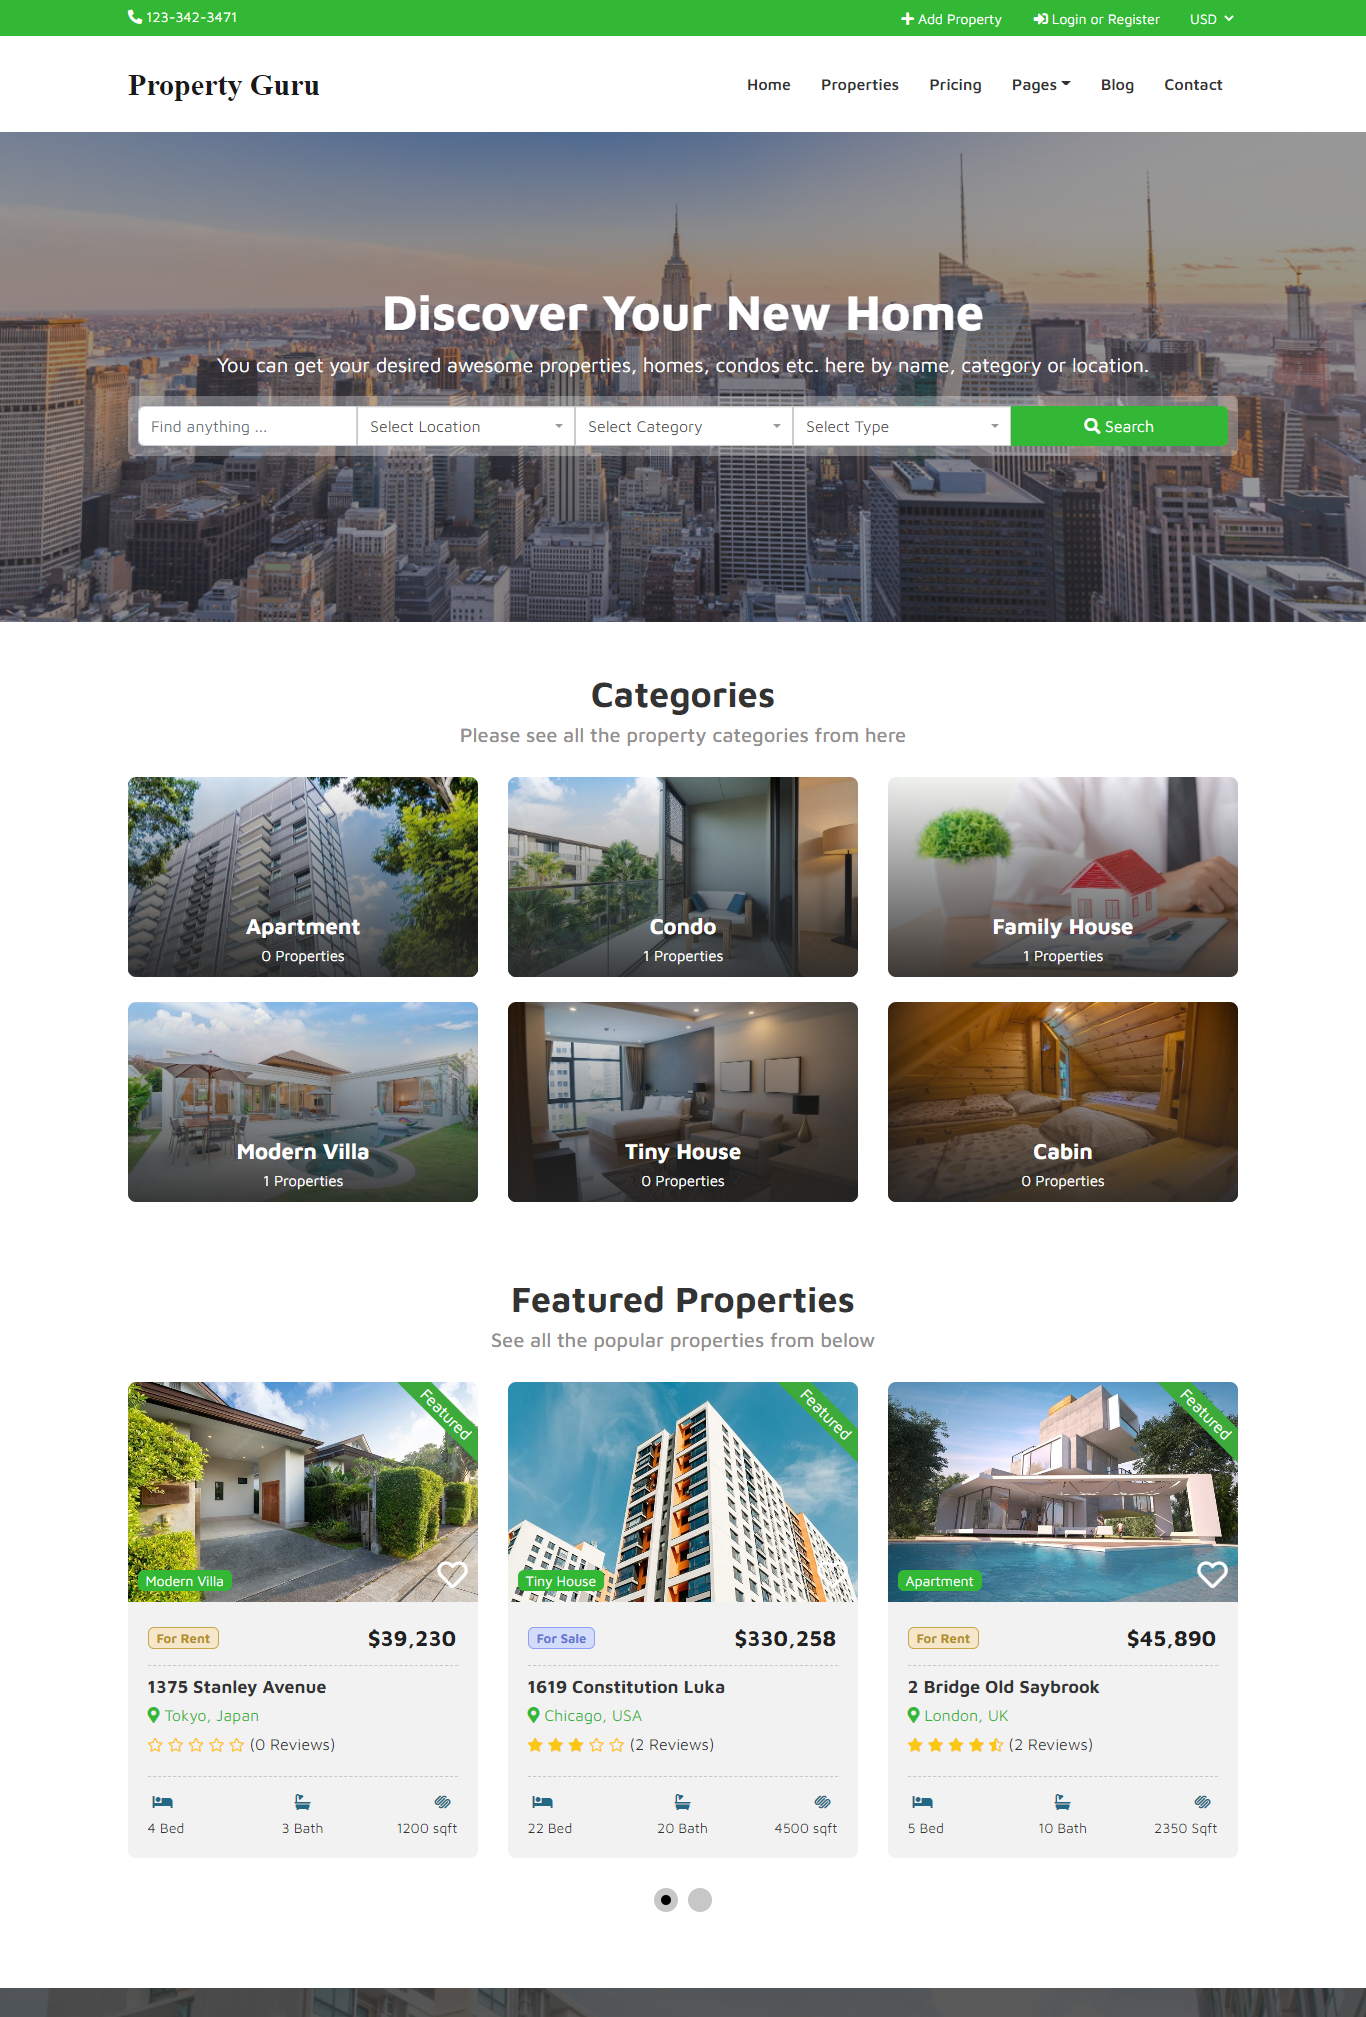 123-342-3471
Add Property
Login or Register
USD
Property Guru
Home
Properties
Pricing
Pages
Blog
Contact
Discover Your New Home
You can get your desired awesome properties, homes, condos etc. here by name, category or location.
Find anything ...
Select Location
Select Category
Select Type
Search
Categories
Please see all the property categories from here
Apartment
0 Properties
Condo
1 Properties
Family House
1 Properties
Modern Villa
1 Properties
Tiny House
0 Properties
Cabin
0 Properties
Featured Properties
See all the popular properties from below
Featured
Modern Villa
For Rent
$39,230
1375 Stanley Avenue
Tokyo, Japan
(0 Reviews)
4 Bed
3 Bath
1200 sqft
Featured
Tiny House
For Sale
$330,258
1619 Constitution Luka
Chicago, USA
(2 Reviews)
22 Bed
20 Bath
4500 sqft
Featured
Apartment
For Rent
$45,890
2 Bridge Old Saybrook
London, UK
(2 Reviews)
5 Bed
10 Bath
2350 Sqft